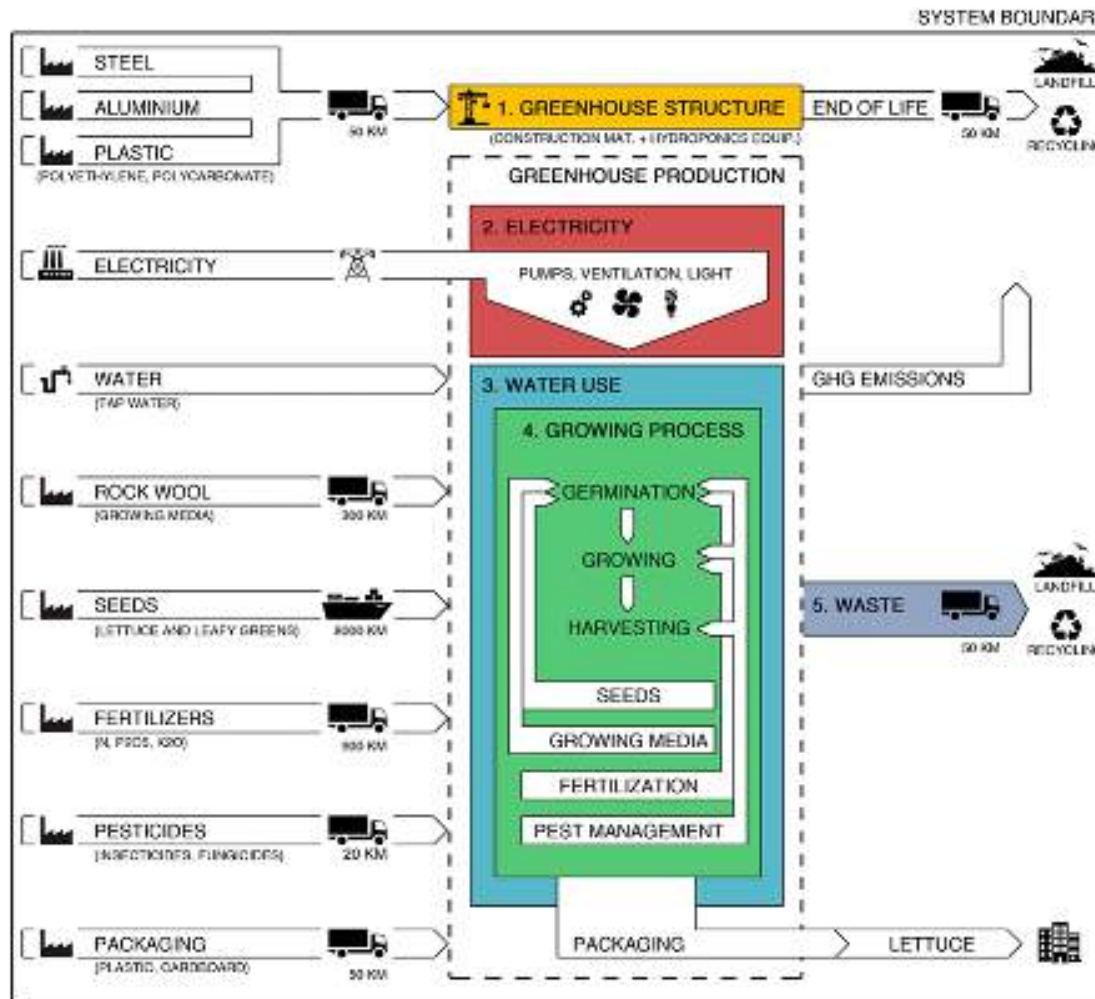 SYSTEM BOUNDAR
STEEL
ALUMINIUM
PLASTIC
(POLYETHYLENE, POLYCARBONATE)
50 KM
1. GREENHOUSE STRUCTURE
(CONSTRUCTION MAT. + HYDROPONICS EQUIP.)
END OF LIFE
50 KM
LANDFILL
RECYCLING
GREENHOUSE PRODUCTION
2. ELECTRICITY
ELECTRICITY
PUMPS, VENTILATION, LIGHT
WATER
(TAP WATER)
3. WATER USE
GHG EMISSIONS
4. GROWING PROCESS
ROCK WOOL
(GROWING MEDIA)
300 KM
GERMINATION
GROWING
HARVESTING
SEEDS
(LETTUCE AND LEAFY GREENS)
5. WASTE
50 KM
LANDFILL
RECYCLING
SEEDS
GROWING MEDIA
FERTILIZATION
PEST MANAGEMENT
FERTILIZERS
(N, P2O5, K2O)
PESTICIDES
(INSECTICIDES, FUNGICIDES)
20 KM
PACKAGING
(PLASTIC, CARDBOARD)
50 KM
PACKAGING
LETTUCE